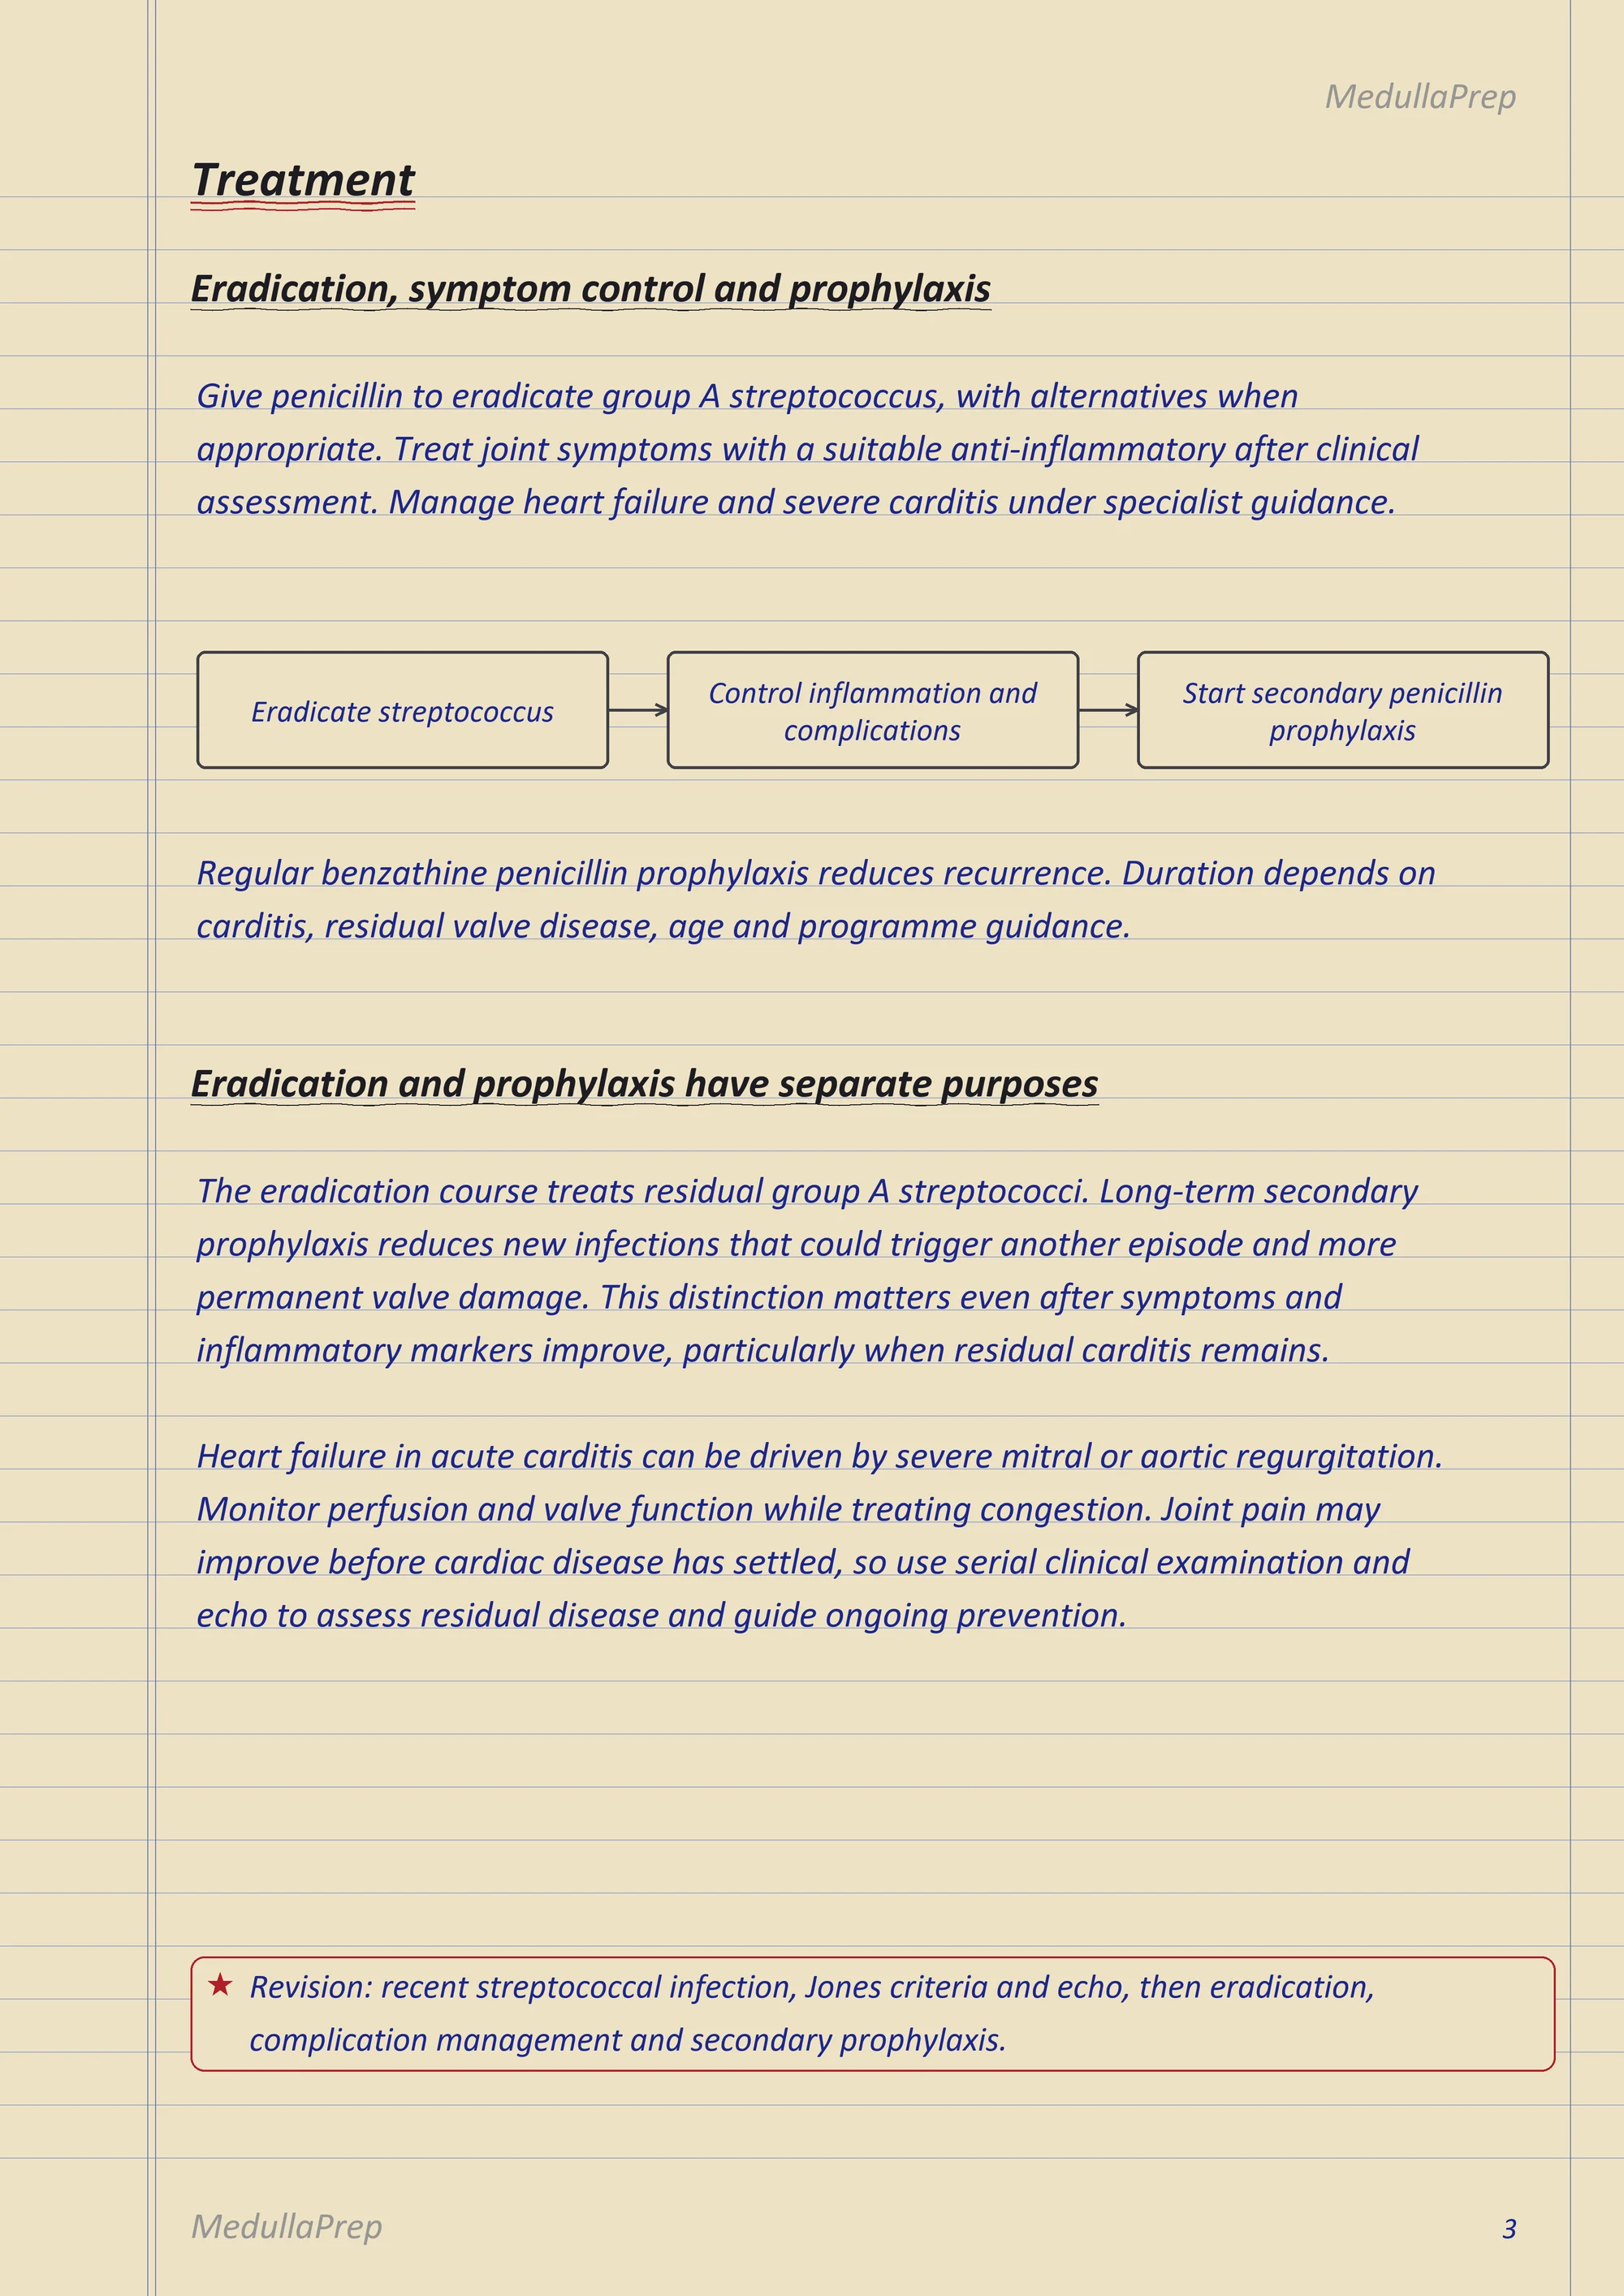 MedullaPrep
Treatment
Eradication, symptom control and prophylaxis
Give penicillin to eradicate group A streptococcus, with alternatives when
appropriate. Treat joint symptoms with a suitable anti-inflammatory after clinical
assessment. Manage heart failure and severe carditis under specialist guidance.
Eradicate streptococcus
Control inflammation and
complications
Start secondary penicillin
prophylaxis
Regular benzathine penicillin prophylaxis reduces recurrence. Duration depends on
carditis, residual valve disease, age and programme guidance.
Eradication and prophylaxis have separate purposes
The eradication course treats residual group A streptococci. Long-term secondary
prophylaxis reduces new infections that could trigger another episode and more
permanent valve damage. This distinction matters even after symptoms and
inflammatory markers improve, particularly when residual carditis remains.
Heart failure in acute carditis can be driven by severe mitral or aortic regurgitation.
Monitor perfusion and valve function while treating congestion. Joint pain may
improve before cardiac disease has settled, so use serial clinical examination and
echo to assess residual disease and guide ongoing prevention.
★ Revision: recent streptococcal infection, Jones criteria and echo, then eradication,
complication management and secondary prophylaxis.
MedullaPrep
3